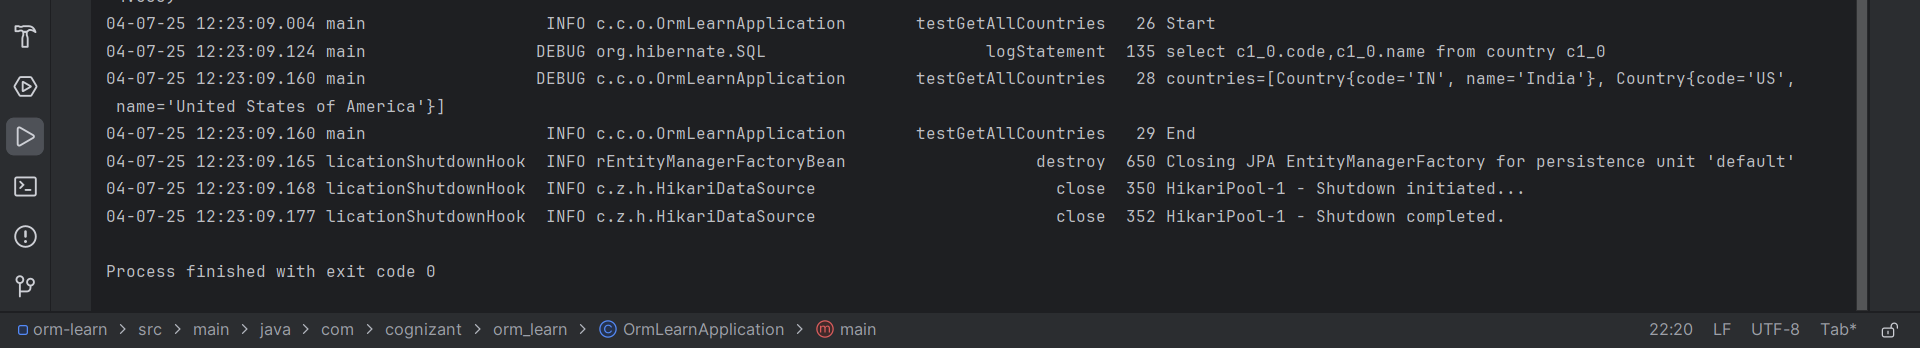 04-07-25 12:23:09.004 main INFO c.c.o.OrmLearnApplication testGetAllCountries 26 Start
04-07-25 12:23:09.124 main DEBUG org.hibernate.SQL logStatement 135 select c1_0.code,c1_0.name from country c1_0
04-07-25 12:23:09.160 main DEBUG c.c.o.OrmLearnApplication testGetAllCountries 28 countries=[Country{code='IN', name='India'}, Country{code='US',
name='United States of America'}]
04-07-25 12:23:09.160 main INFO c.c.o.OrmLearnApplication testGetAllCountries 29 End
04-07-25 12:23:09.165 licationShutdownHook INFO rEntityManagerFactoryBean destroy 650 Closing JPA EntityManagerFactory for persistence unit 'default'
04-07-25 12:23:09.168 licationShutdownHook INFO c.z.h.HikariDataSource close 350 HikariPool-1 - Shutdown initiated...
04-07-25 12:23:09.177 licationShutdownHook INFO c.z.h.HikariDataSource close 352 HikariPool-1 - Shutdown completed.
Process finished with exit code 0
orm-learn > src > main > java > com > cognizant > orm_learn > OrmLearnApplication > main 22:20 LF UTF-8 Tab*